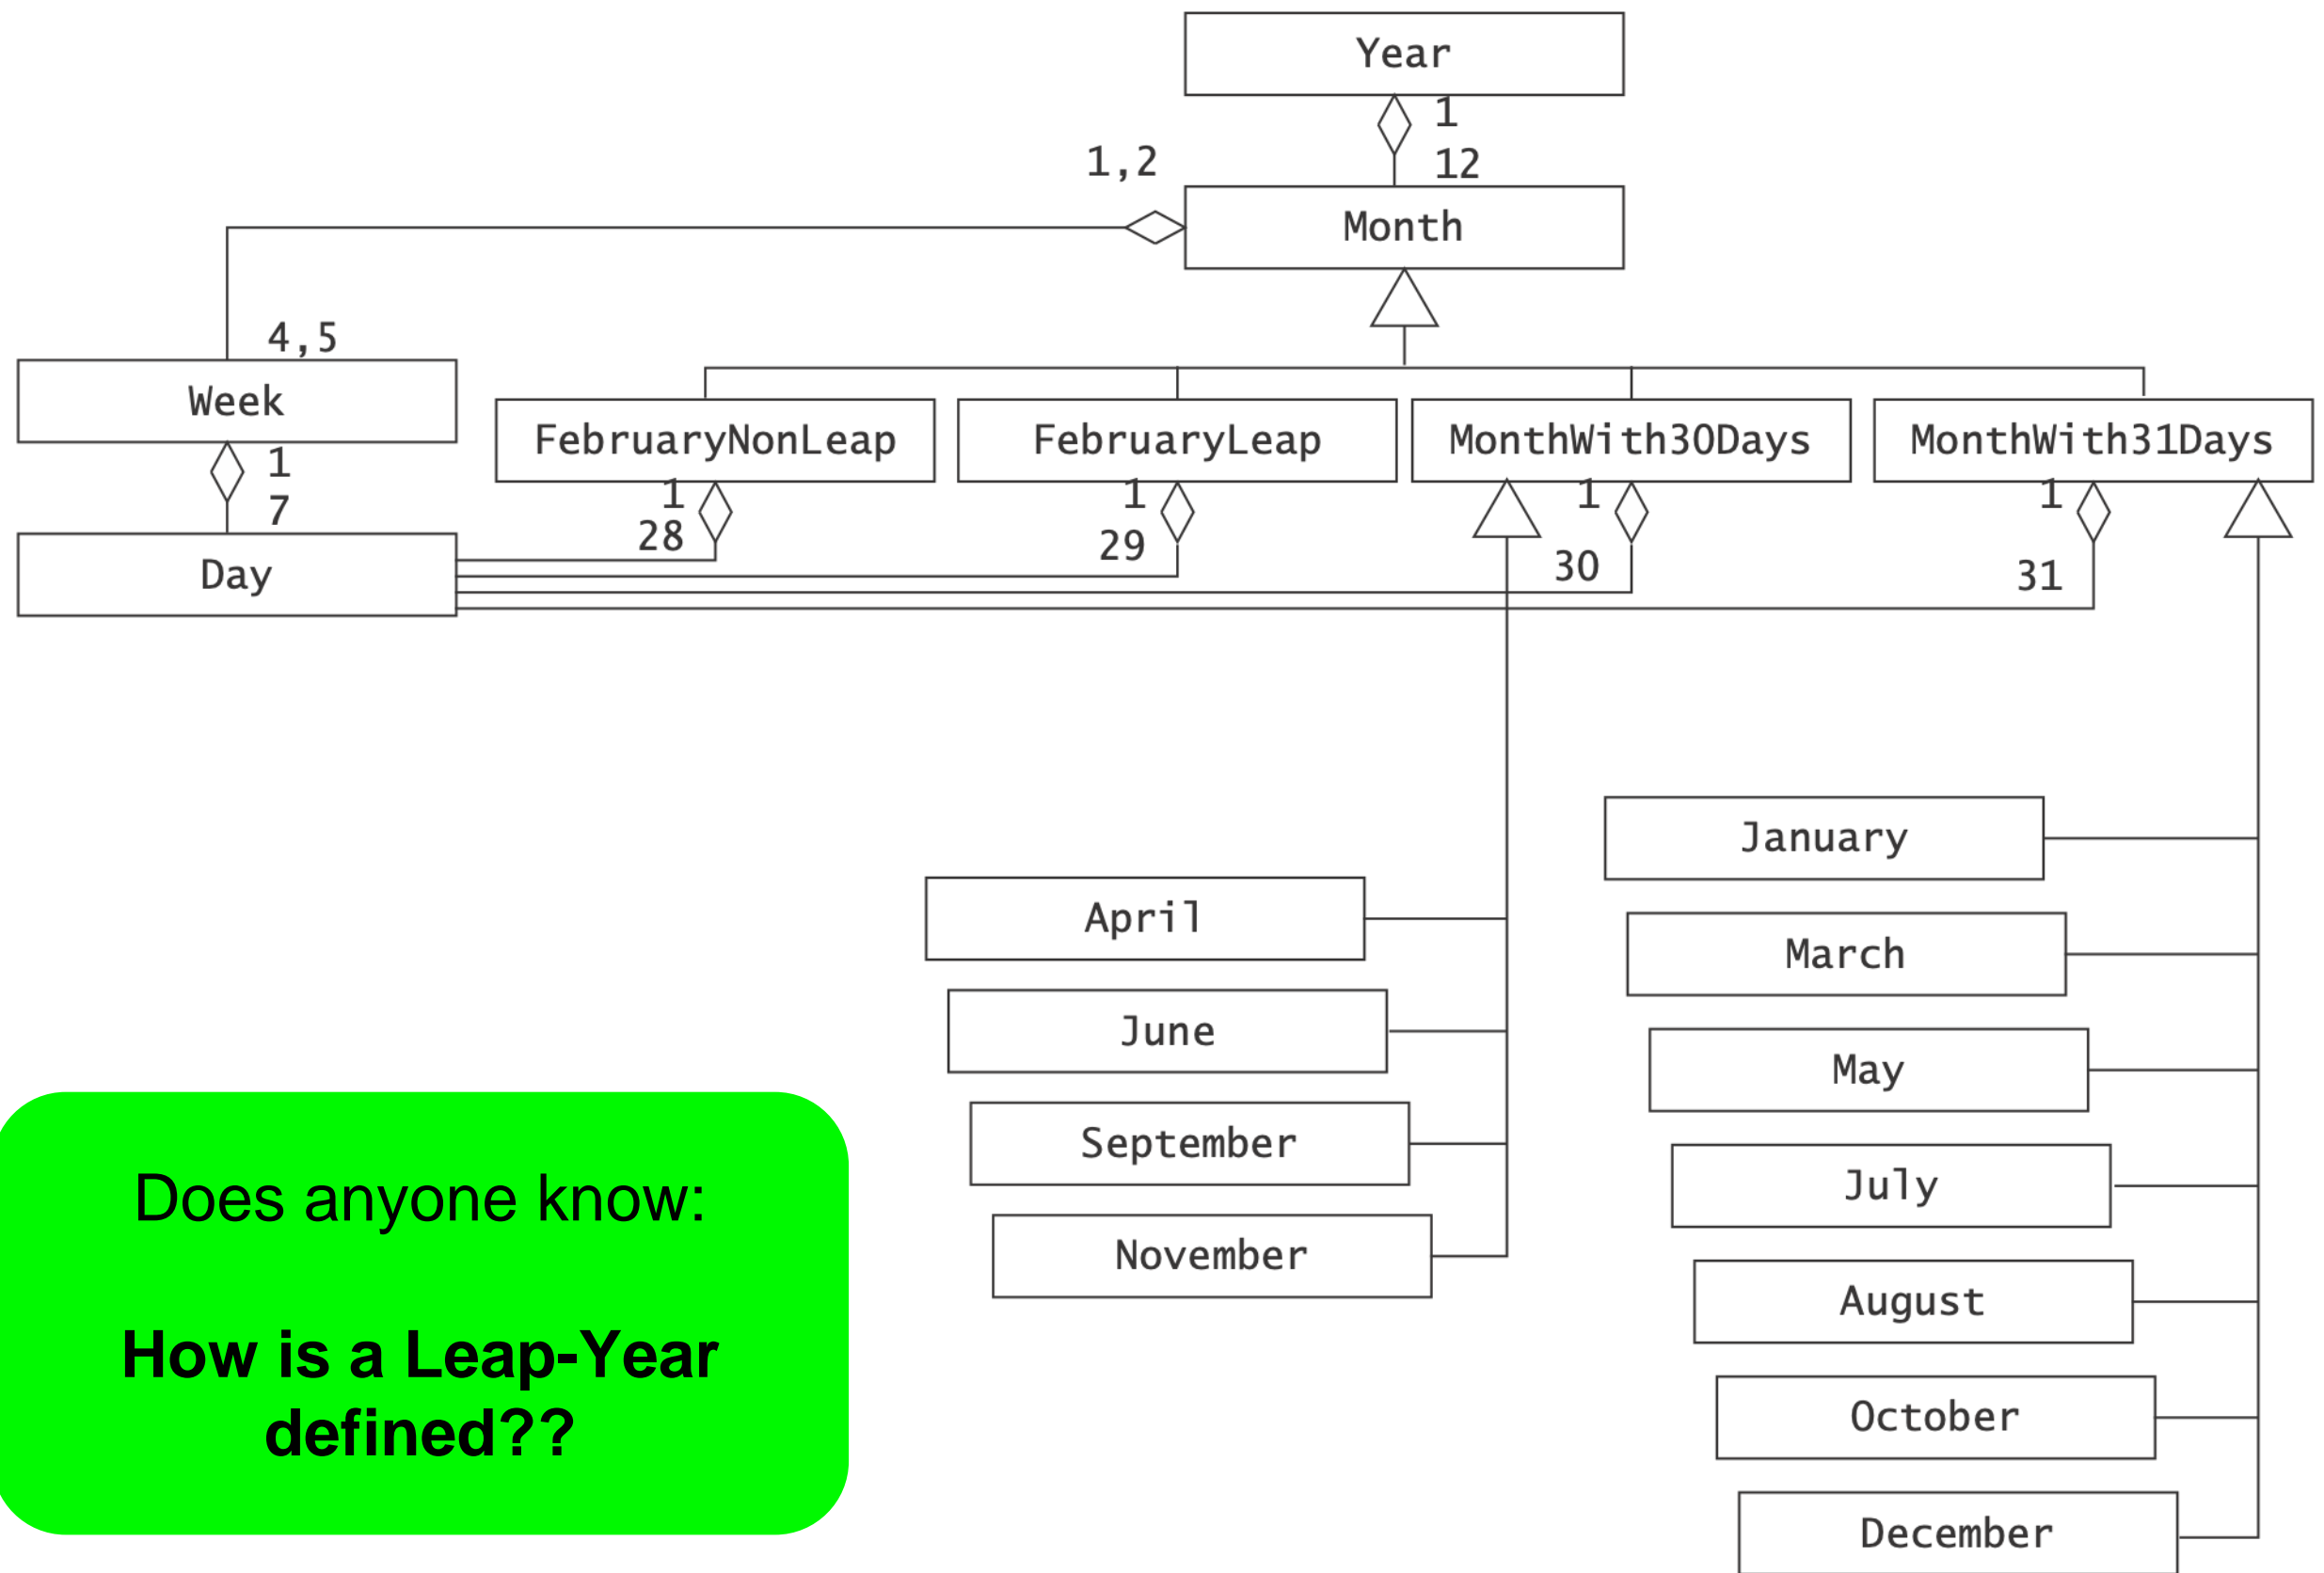 Year
1
12
1,2
Month
4,5
Week
1
7
Day
FebruaryNonLeap
1
28
FebruaryLeap
1
29
MonthWith30Days
1
30
MonthWith31Days
1
31
April
June
September
November
January
March
May
July
August
October
December
Does anyone know:
How is a Leap-Year
defined??